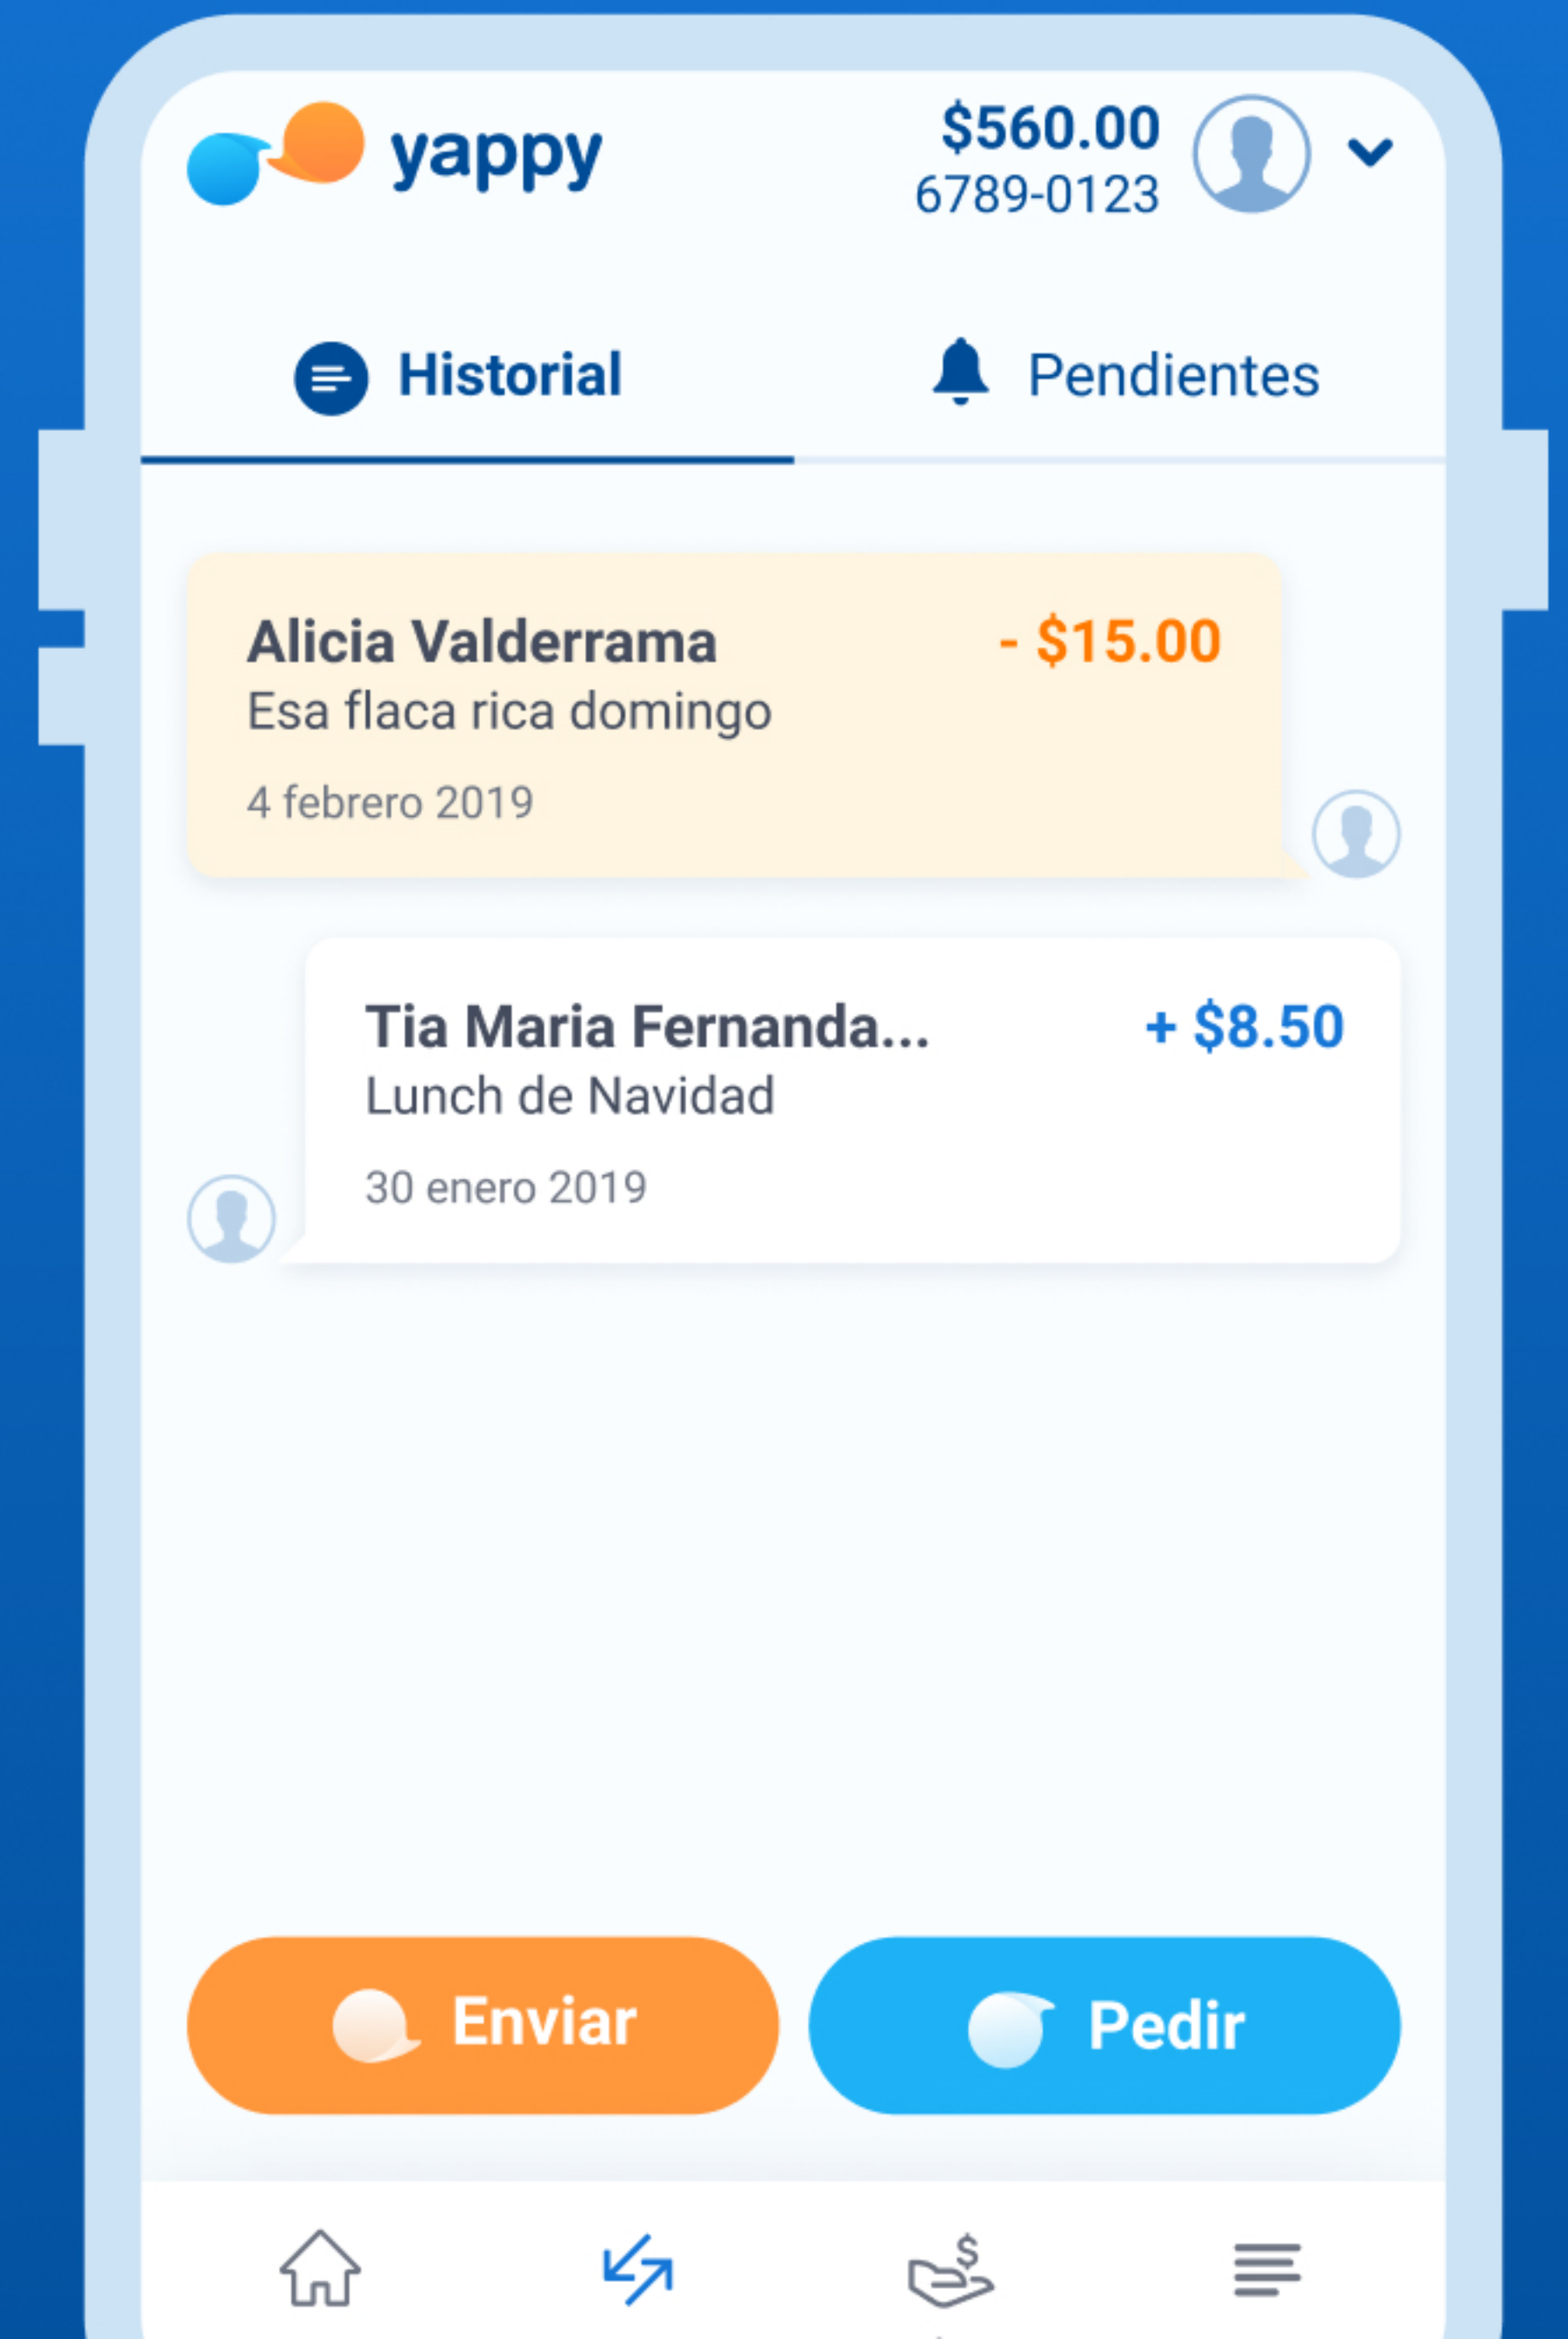 yappy
$560.00
6789-0123
Historial
Pendientes
Alicia Valderrama
- $15.00
Esa flaca rica domingo
4 febrero 2019
Tia Maria Fernanda...
+ $8.50
Lunch de Navidad
30 enero 2019
Enviar
Pedir
$